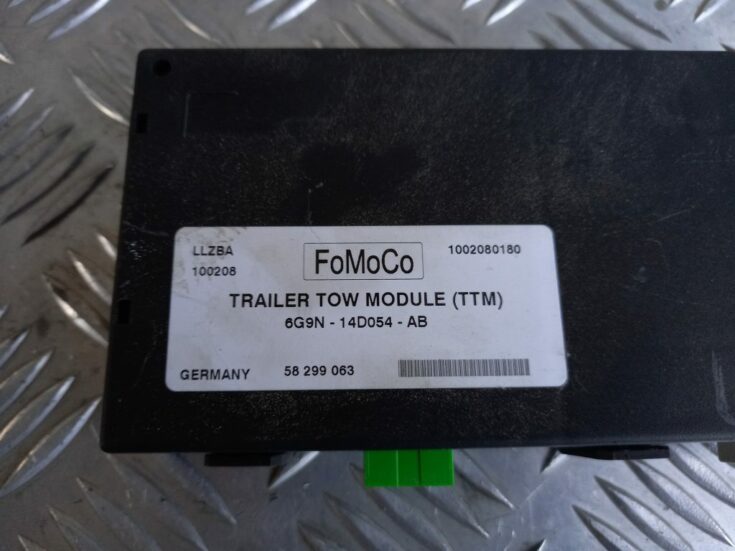 LLZBA
100208
FoMoCo
1002080180
TRAILER TOW MODULE (TTM)
6G9N - 14D054 - AB
GERMANY 58 299 063